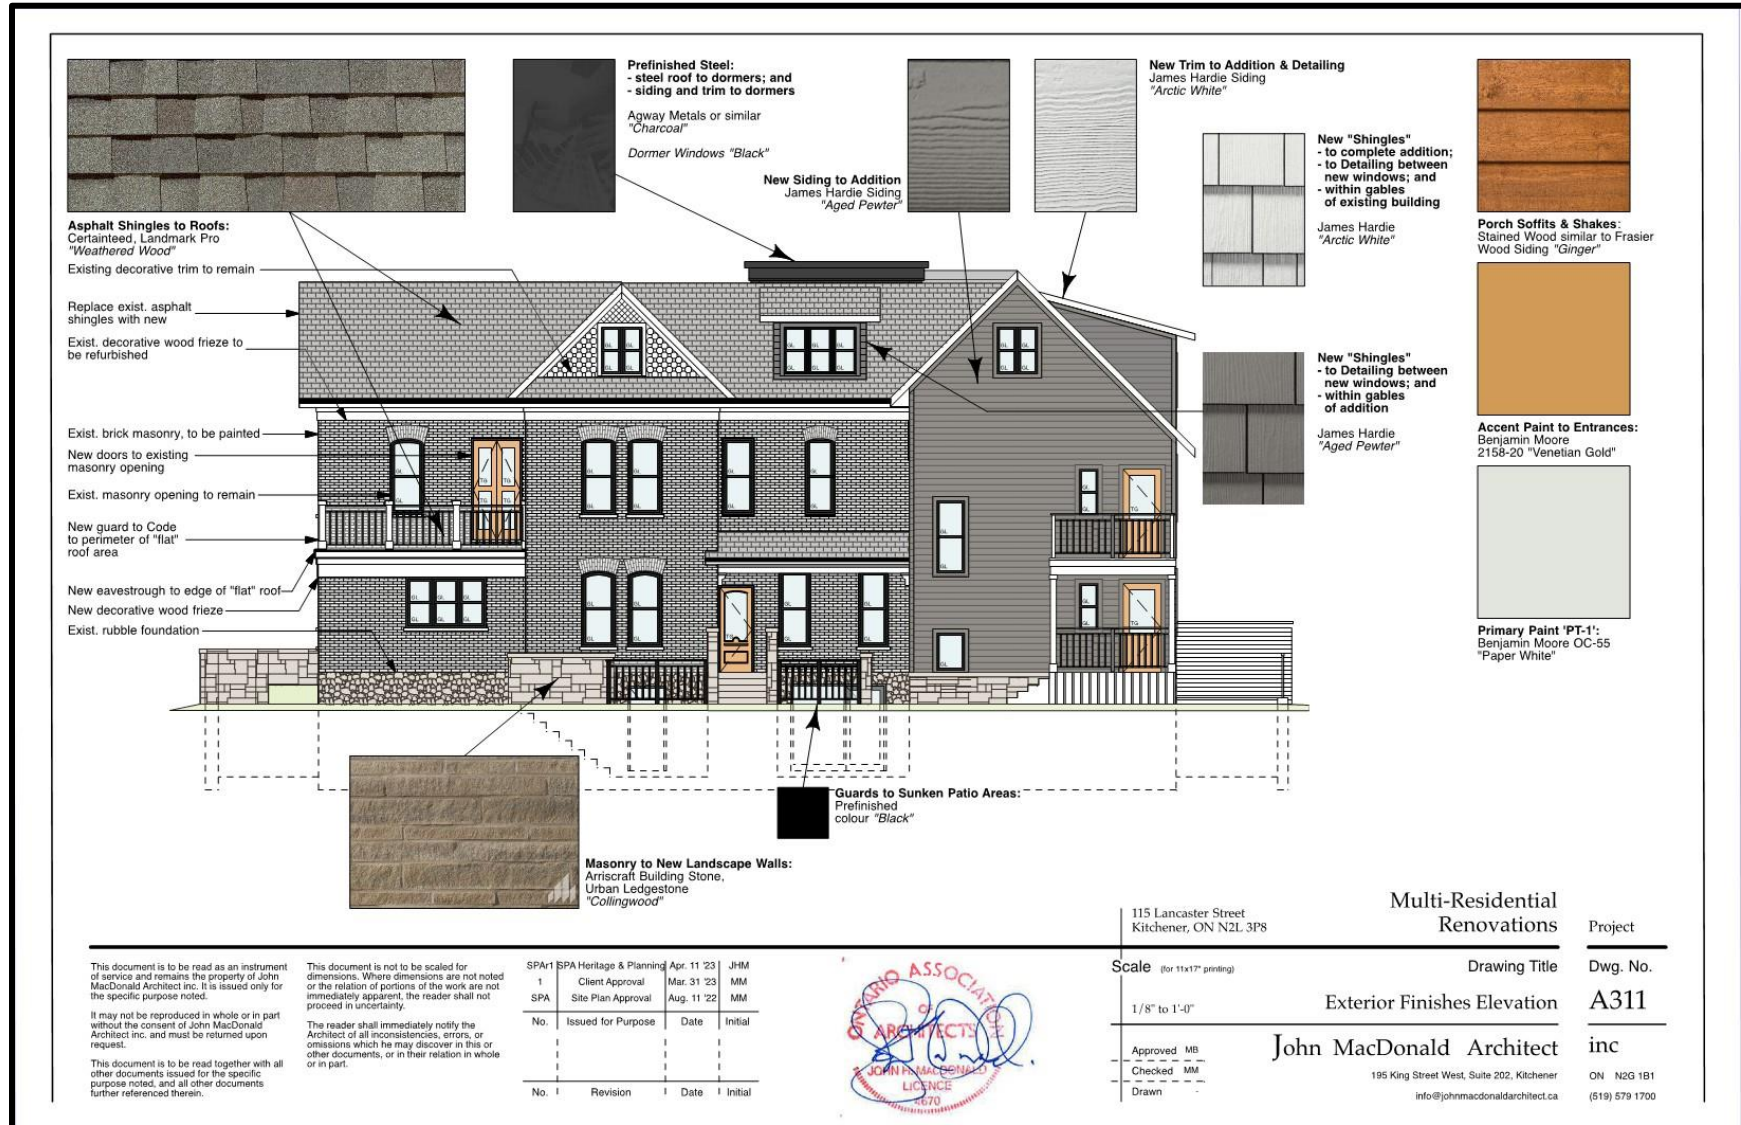 Prefinished Steel:
- steel roof to dormers; and
- siding and trim to dormers
Agway Metals or similar
"Charcoal"
Dormer Windows "Black"
New Siding to Addition
James Hardie Siding
"Aged Pewter"
New Trim to Addition & Detailing
James Hardie Siding
"Arctic White"
New "Shingles"
- to complete addition;
- to Detailing between
new windows; and
- within gables
of existing building
James Hardie
"Arctic White"
Porch Soffits & Shakes:
Stained Wood similar to Frasier
Wood Siding "Ginger"
Asphalt Shingles to Roofs:
Certainteed, Landmark Pro
"Weathered Wood"
Existing decorative trim to remain
Replace exist. asphalt
shingles with new
Exist. decorative wood frieze to
be refurbished
Exist. brick masonry, to be painted
New doors to existing
masonry opening
Exist. masonry opening to remain
New guard to Code
to perimeter of "flat"
roof area
New eavestrough to edge of "flat" roof
New decorative wood frieze
Exist. rubble foundation
New "Shingles"
- to Detailing between
new windows; and
- within gables
of addition
James Hardie
"Aged Pewter"
Accent Paint to Entrances:
Benjamin Moore
2158-20 "Venetian Gold"
Primary Paint 'PT-1':
Benjamin Moore OC-55
"Paper White"
Guards to Sunken Patio Areas:
Prefinished
colour "Black"
Masonry to New Landscape Walls:
Arriscraft Building Stone,
Urban Ledgestone
"Collingwood"
115 Lancaster Street
Kitchener, ON N2L 3P8
Multi-Residential
Renovations
Project
This document is to be read as an instrument
of service and remains the property of John
MacDonald Architect inc. It is issued only for
the specific purpose noted.
It may not be reproduced in whole or in part
without the consent of John MacDonald
Architect inc. and must be returned upon
request.
This document is to be read together with all
other documents issued for the specific
purpose noted, and all other documents
further referenced therein.
This document is not to be scaled for
dimensions. Where dimensions are not noted
or the relation of portions of the work are not
immediately apparent, the reader shall not
proceed in uncertainty.
The reader shall immediately notify the
Architect of all inconsistencies, errors, or
omissions which he may discover in this or
other documents, or in their relation in whole
or in part.
SPAr1 SPA Heritage & Planning Apr. 11 '23 JHM
1 Client Approval Mar. 31 '23 MM
SPA Site Plan Approval Aug. 11 '22 MM
No. Issued for Purpose Date Initial
No. Revision Date Initial
ONTARIO ASSOCIATION
OF
ARCHITECTS
JOHN H. MACDONALD
LICENCE
4670
Scale (for 11x17" printing)
1/8" to 1'-0"
Drawing Title
Exterior Finishes Elevation
Dwg. No.
A311
Approved MB
Checked MM
Drawn -
John MacDonald Architect inc
195 King Street West, Suite 202, Kitchener ON N2G 1B1
info@johnmacdonaldarchitect.ca (519) 579 1700